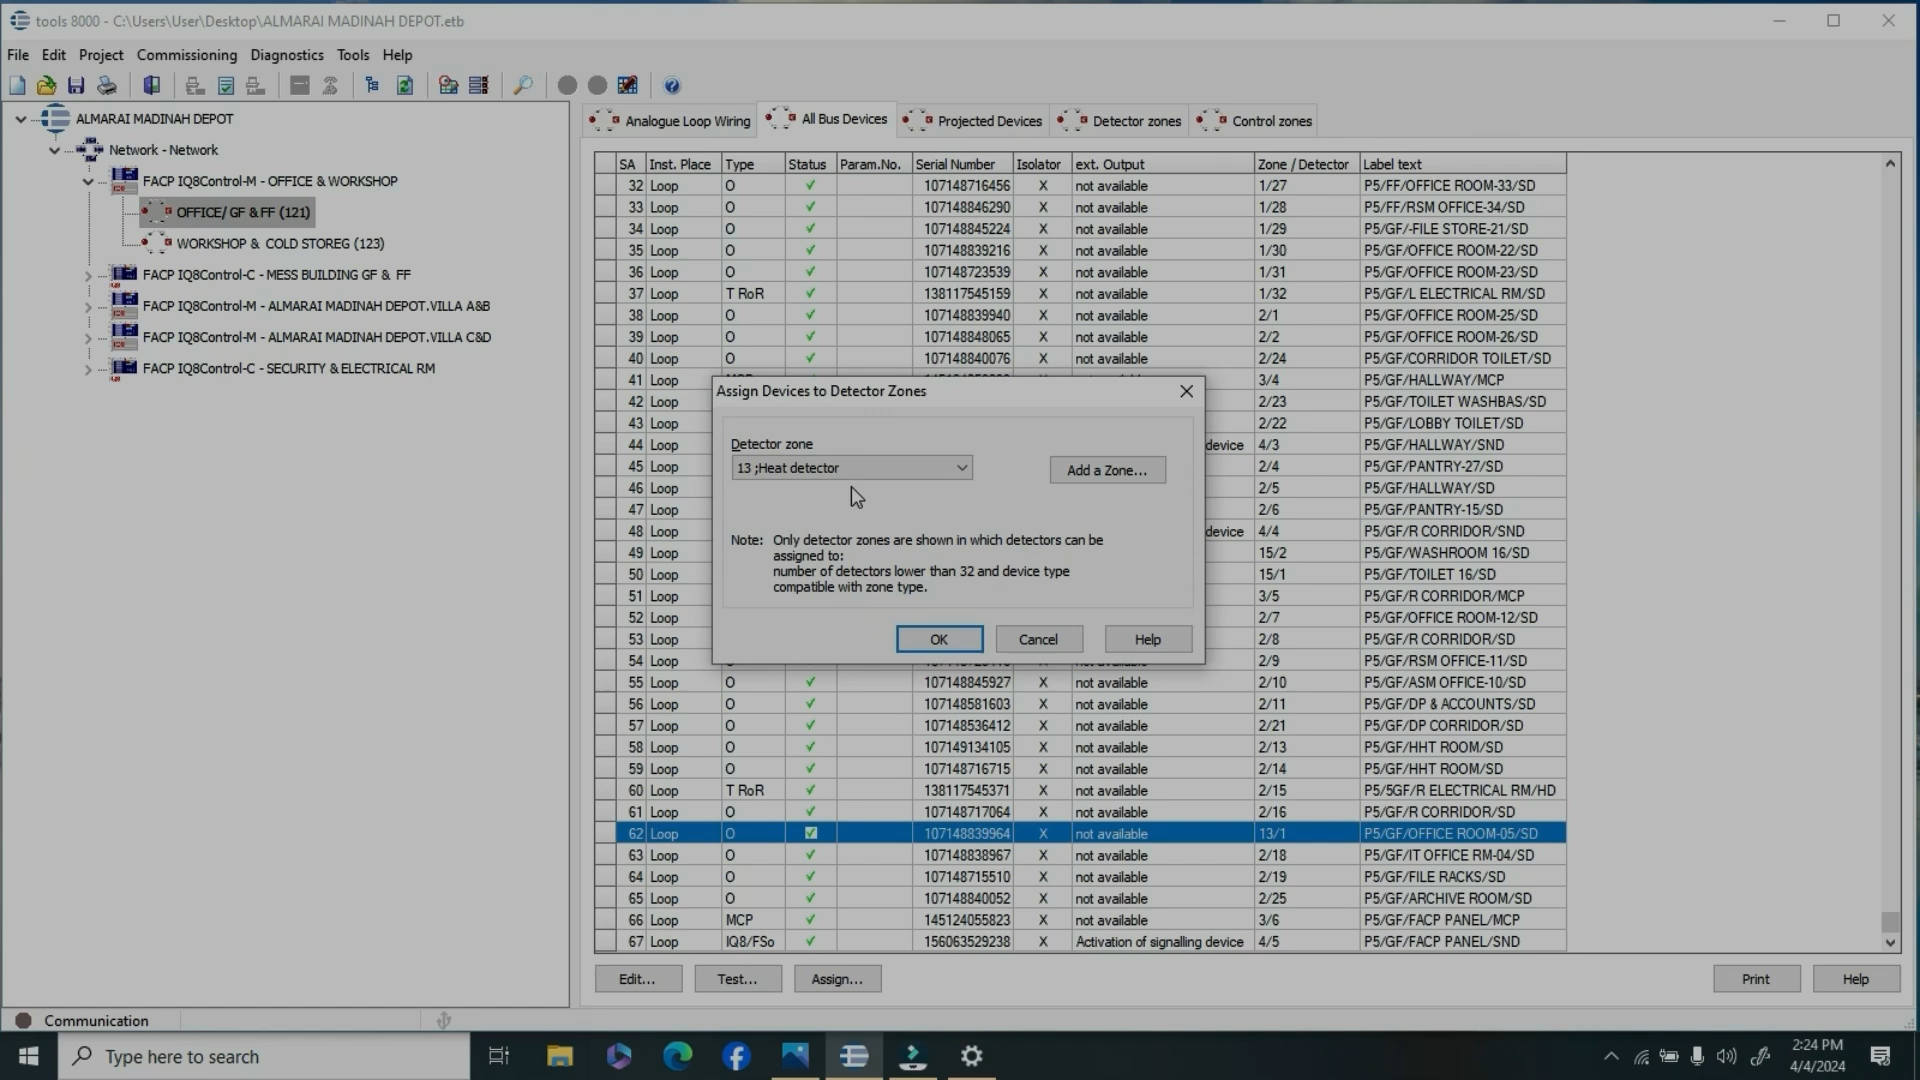 tools 8000 - C:\Users\User\Desktop\ALMARAI MADINAH DEPOT.etb
File Edit Project Commissioning Diagnostics Tools Help
ALMARAI MADINAH DEPOT
Network - Network
FACP IQ8Control-M - OFFICE & WORKSHOP
OFFICE/ GF & FF (121)
WORKSHOP & COLD STOREG (123)
FACP IQ8Control-C - MESS BUILDING GF & FF
FACP IQ8Control-M - ALMARAI MADINAH DEPOT.VILLA A&B
FACP IQ8Control-M - ALMARAI MADINAH DEPOT.VILLA C&D
FACP IQ8Control-C - SECURITY & ELECTRICAL RM
Analogue Loop Wiring All Bus Devices Projected Devices Detector zones Control zones
SA Inst. Place Type Status Param.No. Serial Number Isolator ext. Output Zone / Detector Label text
32 Loop O ✓ 107148716456 X not available 1/27 P5/FF/OFFICE ROOM-33/SD
33 Loop O ✓ 107148846290 X not available 1/28 P5/FF/RSM OFFICE-34/SD
34 Loop O ✓ 107148845224 X not available 1/29 P5/GF/-FILE STORE-21/SD
35 Loop O ✓ 107148839216 X not available 1/30 P5/GF/OFFICE ROOM-22/SD
36 Loop O ✓ 107148723539 X not available 1/31 P5/GF/OFFICE ROOM-23/SD
37 Loop T RoR ✓ 138117545159 X not available 1/32 P5/GF/L ELECTRICAL RM/SD
38 Loop O ✓ 107148839940 X not available 2/1 P5/GF/OFFICE ROOM-25/SD
39 Loop O ✓ 107148848065 X not available 2/2 P5/GF/OFFICE ROOM-26/SD
40 Loop O ✓ 107148840076 X not available 2/24 P5/GF/CORRIDOR TOILET/SD
41 Loop 3/4 P5/GF/HALLWAY/MCP
42 Loop 2/23 P5/GF/TOILET WASHBAS/SD
43 Loop 2/22 P5/GF/LOBBY TOILET/SD
44 Loop device 4/3 P5/GF/HALLWAY/SND
45 Loop 2/4 P5/GF/PANTRY-27/SD
46 Loop 2/5 P5/GF/HALLWAY/SD
47 Loop 2/6 P5/GF/PANTRY-15/SD
48 Loop device 4/4 P5/GF/R CORRIDOR/SND
49 Loop 15/2 P5/GF/WASHROOM 16/SD
50 Loop 15/1 P5/GF/TOILET 16/SD
51 Loop 3/5 P5/GF/R CORRIDOR/MCP
52 Loop 2/7 P5/GF/OFFICE ROOM-12/SD
53 Loop 2/8 P5/GF/R CORRIDOR/SD
54 Loop 2/9 P5/GF/RSM OFFICE-11/SD
55 Loop O ✓ 107148845927 X not available 2/10 P5/GF/ASM OFFICE-10/SD
56 Loop O ✓ 107148581603 X not available 2/11 P5/GF/DP & ACCOUNTS/SD
57 Loop O ✓ 107148536412 X not available 2/21 P5/GF/DP CORRIDOR/SD
58 Loop O ✓ 107149134105 X not available 2/13 P5/GF/HHT ROOM/SD
59 Loop O ✓ 107148716715 X not available 2/14 P5/GF/HHT ROOM/SD
60 Loop T RoR ✓ 138117545371 X not available 2/15 P5/5GF/R ELECTRICAL RM/HD
61 Loop O ✓ 107148717064 X not available 2/16 P5/GF/R CORRIDOR/SD
62 Loop O ✓ 107148839964 X not available 13/1 P5/GF/OFFICE ROOM-05/SD
63 Loop O ✓ 107148838967 X not available 2/18 P5/GF/IT OFFICE RM-04/SD
64 Loop O ✓ 107148715510 X not available 2/19 P5/GF/FILE RACKS/SD
65 Loop O ✓ 107148840052 X not available 2/25 P5/GF/ARCHIVE ROOM/SD
66 Loop MCP ✓ 145124055823 X not available 3/6 P5/GF/FACP PANEL/MCP
67 Loop IQ8/FSo ✓ 156063529238 X Activation of signalling device 4/5 P5/GF/FACP PANEL/SND
Assign Devices to Detector Zones
Detector zone
13 ;Heat detector
Add a Zone...
Note: Only detector zones are shown in which detectors can be
assigned to:
number of detectors lower than 32 and device type
compatible with zone type.
OK Cancel Help
Edit... Test... Assign... Print Help
Communication
Type here to search
2:24 PM
4/4/2024